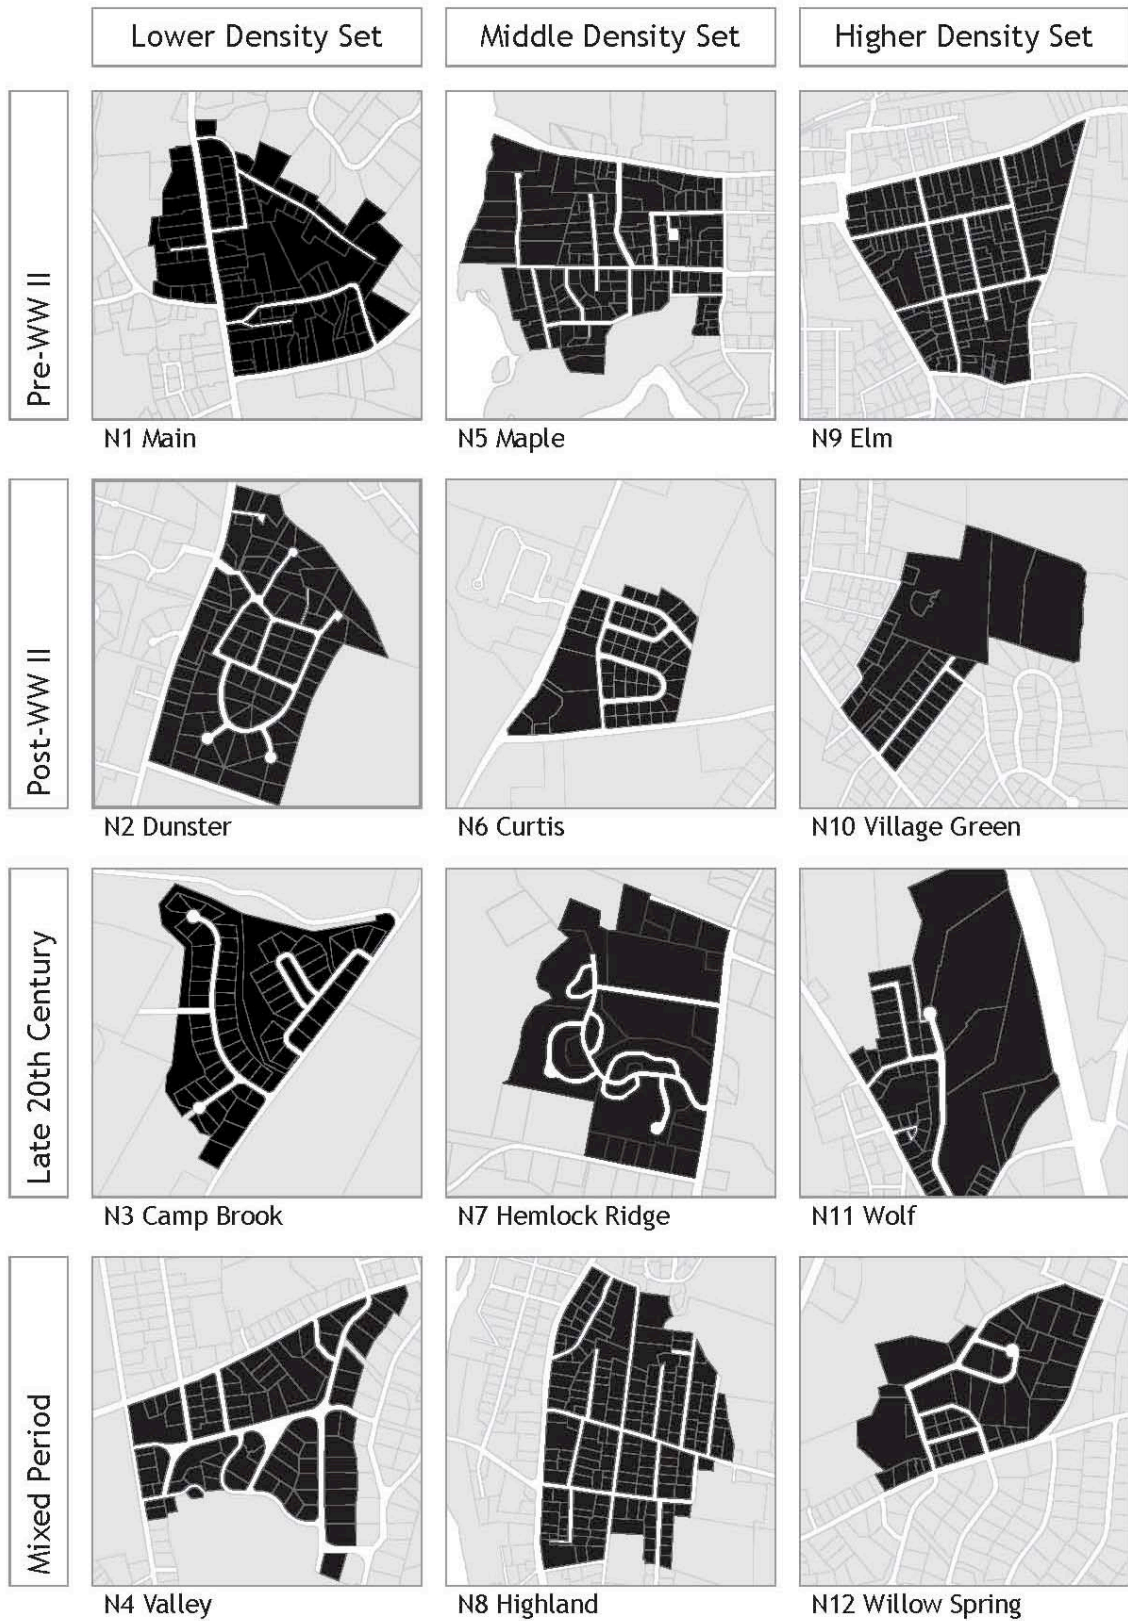 Lower Density Set
Middle Density Set
Higher Density Set
Pre-WW II
N1 Main
N5 Maple
N9 Elm
Post-WW II
N2 Dunster
N6 Curtis
N10 Village Green
Late 20th Century
N3 Camp Brook
N7 Hemlock Ridge
N11 Wolf
Mixed Period
N4 Valley
N8 Highland
N12 Willow Spring